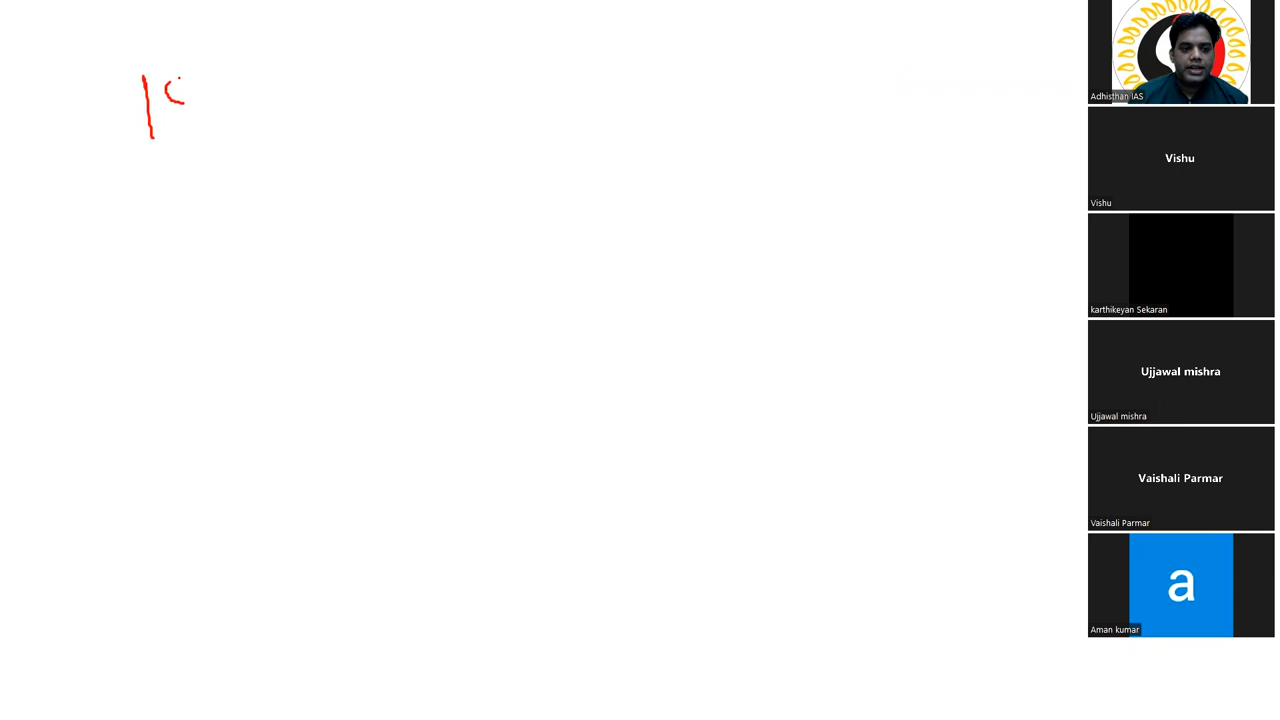 Adhisthan IAS
Vishu
Vishu
karthikeyan Sekaran
Ujjawal mishra
Ujjawal mishra
Vaishali Parmar
Vaishali Parmar
a
Aman kumar